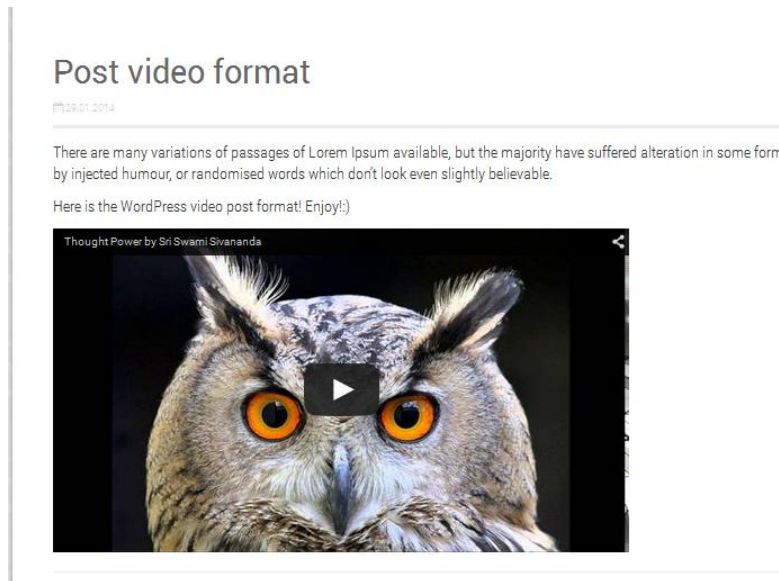 Post video format
29.01.2014
There are many variations of passages of Lorem Ipsum available, but the majority have suffered alteration in some form
by injected humour, or randomised words which don't look even slightly believable.
Here is the WordPress video post format! Enjoy!:)
Thought Power by Sri Swami Sivananda